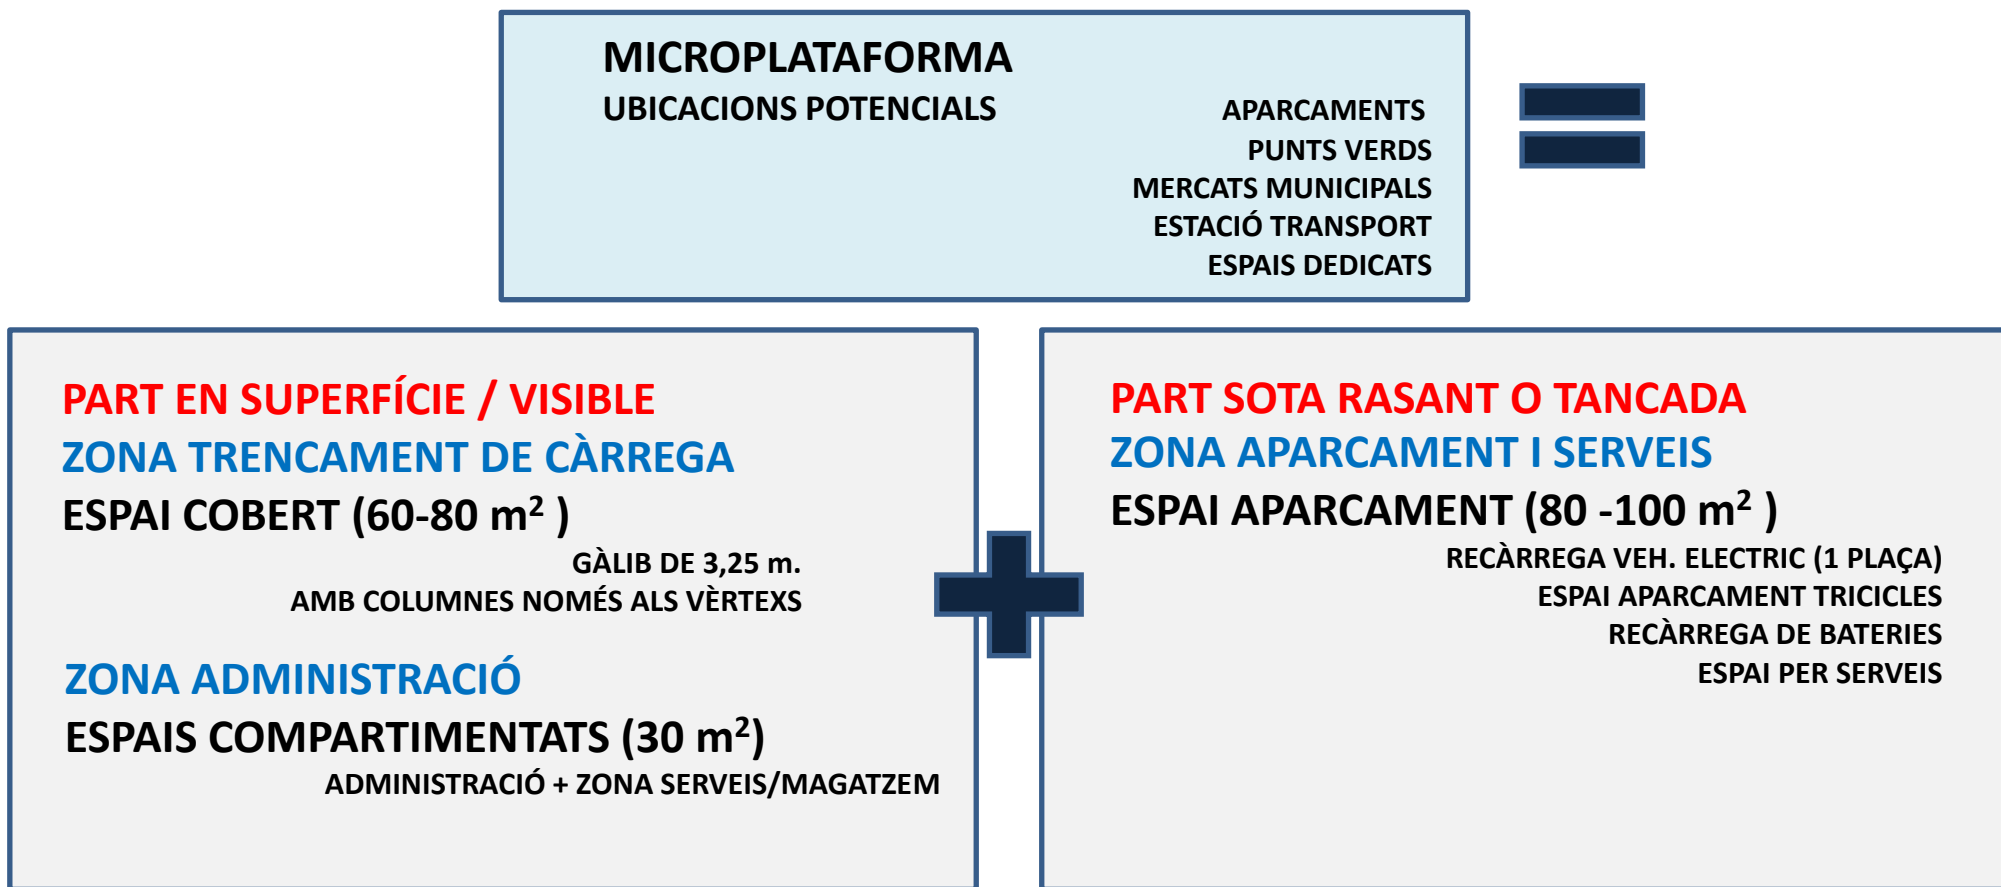 MICROPLATAFORMA
UBICACIONS POTENCIALS
APARCAMENTS
PUNTS VERDS
MERCATS MUNICIPALS
ESTACIÓ TRANSPORT
ESPAIS DEDICATS
PART EN SUPERFÍCIE / VISIBLE
ZONA TRENCAMENT DE CÀRREGA
ESPAI COBERT (60-80 m² )
GÀLIB DE 3,25 m.
AMB COLUMNES NOMÉS ALS VÈRTEXS
ZONA ADMINISTRACIÓ
ESPAIS COMPARTIMENTATS (30 m²)
ADMINISTRACIÓ + ZONA SERVEIS/MAGATZEM
PART SOTA RASANT O TANCADA
ZONA APARCAMENT I SERVEIS
ESPAI APARCAMENT (80 -100 m² )
RECÀRREGA VEH. ELECTRIC (1 PLAÇA)
ESPAI APARCAMENT TRICICLES
RECÀRREGA DE BATERIES
ESPAI PER SERVEIS